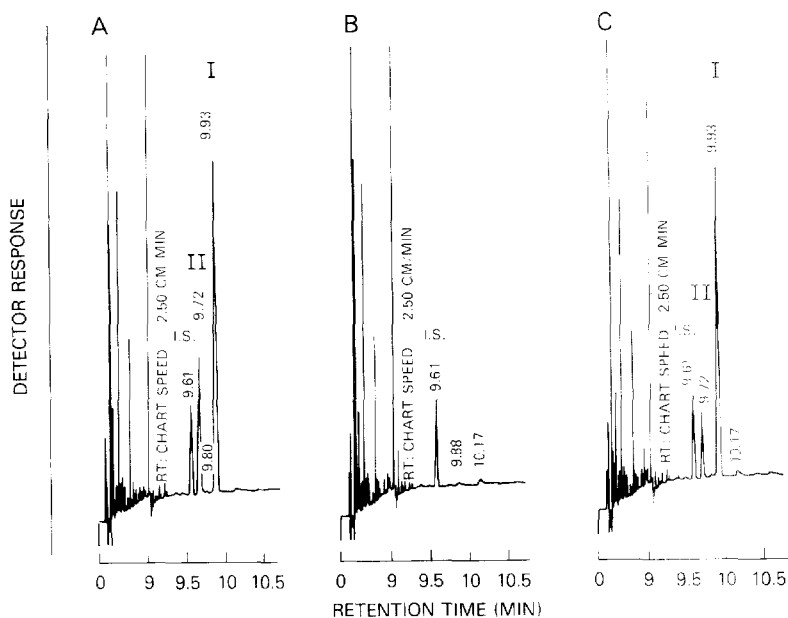 DETECTOR RESPONSE
A
I
9.93
II
9.72
I.S.
9.61
9.80
RT: CHART SPEED 2.50 CM/MIN
0 9 9.5 10 10.5
B
I.S.
9.61
9.88
10.17
RT: CHART SPEED 2.50 CM/MIN
0 9 9.5 10 10.5
C
I
9.93
II
I.S.
9.61
9.72
10.17
RT: CHART SPEED 2.50 CM/MIN
0 9 9.5 10 10.5
RETENTION TIME (MIN)